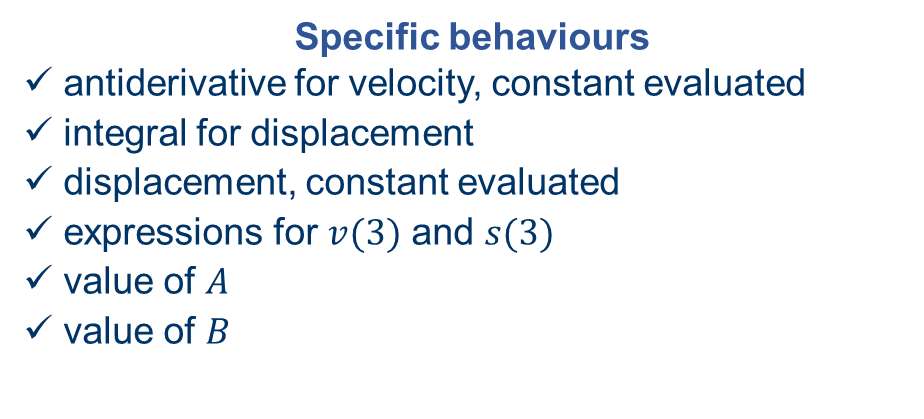 Specific behaviours
✓ antiderivative for velocity, constant evaluated
✓ integral for displacement
✓ displacement, constant evaluated
✓ expressions for 𝑣(3) and 𝑠(3)
✓ value of 𝐴
✓ value of 𝐵